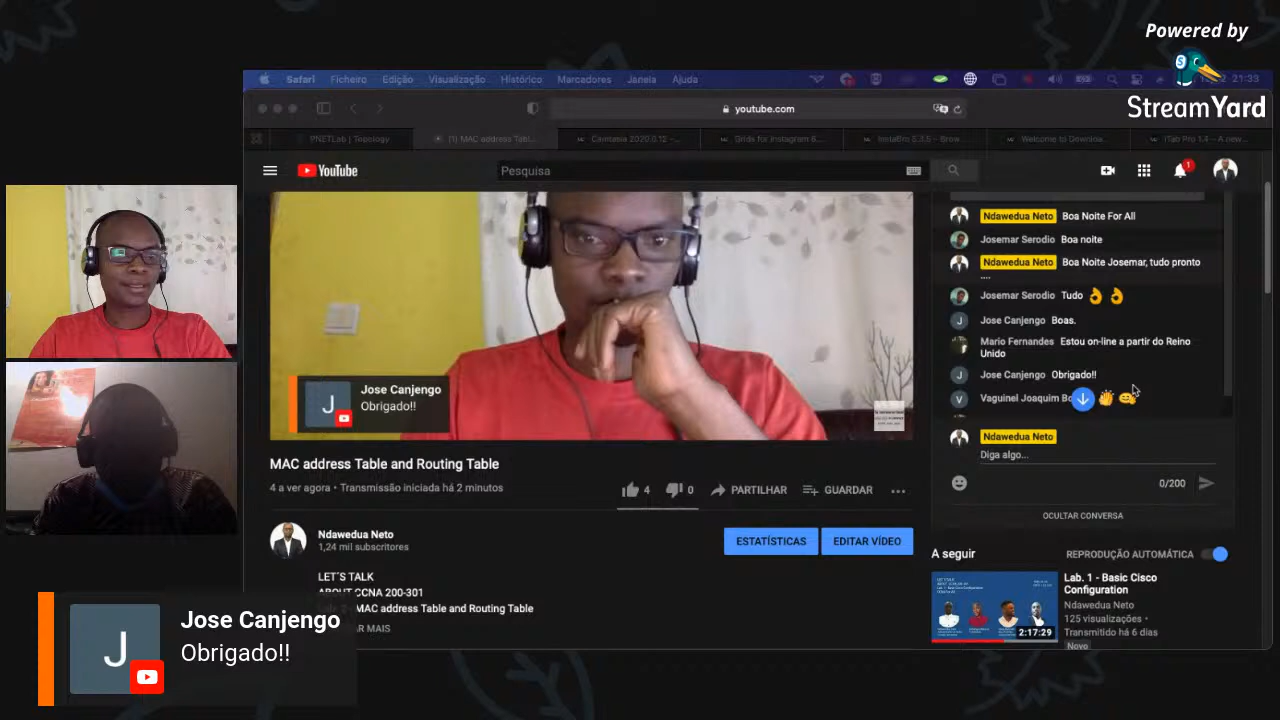 Powered by
StreamYard
Safari Ficheiro Edição Visualização Histórico Marcadores Janela Ajuda
21:33
youtube.com
PNETLab | Topology
(1) MAC address Tabl...
Camtasia 2020.0.12 –...
Grids for Instagram 6...
InstaBro 5.3.5 – Brow...
Welcome to Downloa...
iTab Pro 1.4 – A new...
YouTube
Pesquisa
1
Ndawedua Neto Boa Noite For All
Josemar Serodio Boa noite
Ndawedua Neto Boa Noite Josemar, tudo pronto
....
Josemar Serodio Tudo 👌 👌
J Jose Canjengo Boas.
Mario Fernandes Estou on-line a partir do Reino
Unido
J Jose Canjengo Obrigado!!
V Vaguinel Joaquim Bo 👏 😊
Ndawedua Neto
Diga algo...
0/200
OCULTAR CONVERSA
J
Jose Canjengo
Obrigado!!
MAC address Table and Routing Table
4 a ver agora • Transmissão iniciada há 2 minutos
4 0 PARTILHAR GUARDAR ...
Ndawedua Neto
1,24 mil subscritores
ESTATÍSTICAS EDITAR VÍDEO
LET´S TALK
ABOUT CCNA 200-301
MAC address Table and Routing Table
AR MAIS
A seguir
REPRODUÇÃO AUTOMÁTICA
LET´S TALK
2:17:29
Lab. 1 - Basic Cisco
Configuration
Ndawedua Neto
125 visualizações •
Transmitido há 6 dias
Novo
J
Jose Canjengo
Obrigado!!